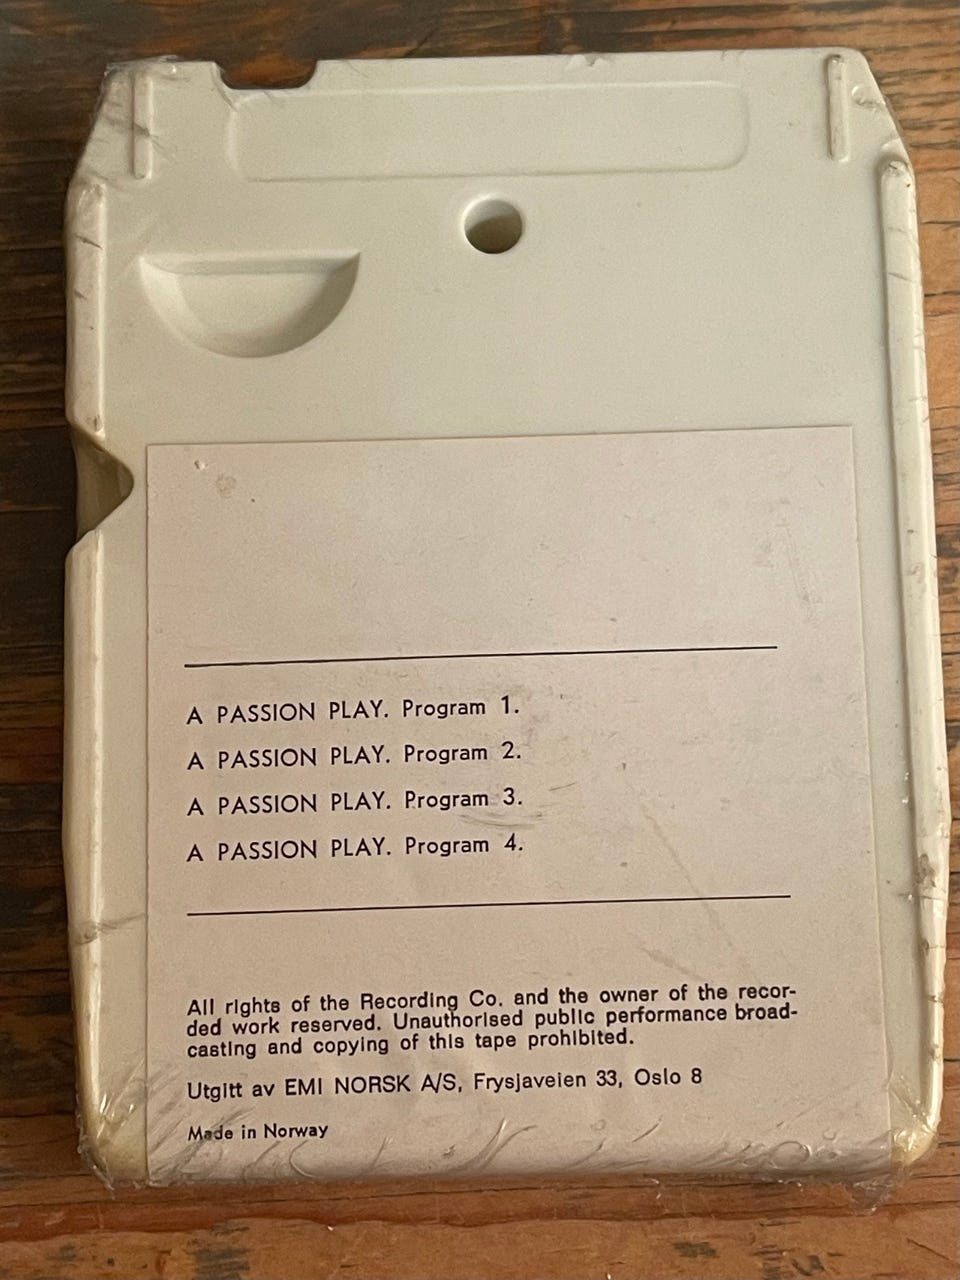 A PASSION PLAY. Program 1.
A PASSION PLAY. Program 2.
A PASSION PLAY. Program 3.
A PASSION PLAY. Program 4.
All rights of the Recording Co. and the owner of the recor-
ded work reserved. Unauthorised public performance broad-
casting and copying of this tape prohibited.
Utgitt av EMI NORSK A/S, Frysjaveien 33, Oslo 8
Made in Norway